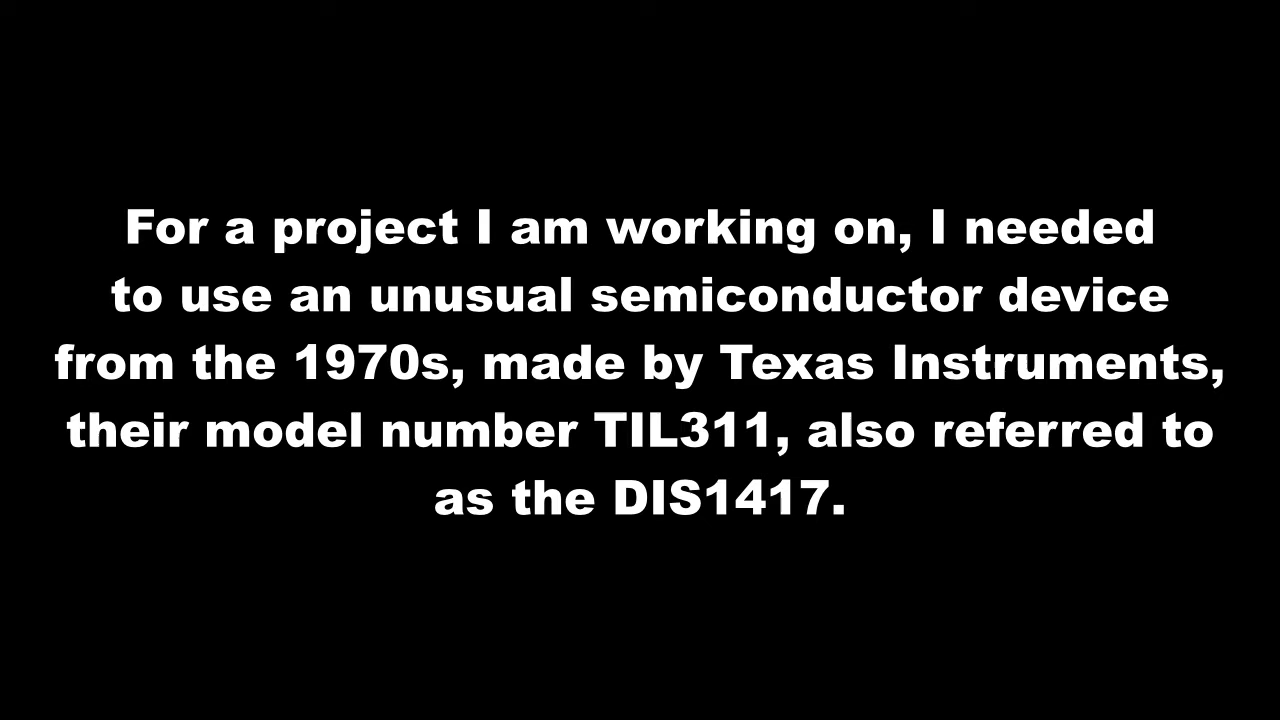 For a project I am working on, I needed
to use an unusual semiconductor device
from the 1970s, made by Texas Instruments,
their model number TIL311, also referred to
as the DIS1417.